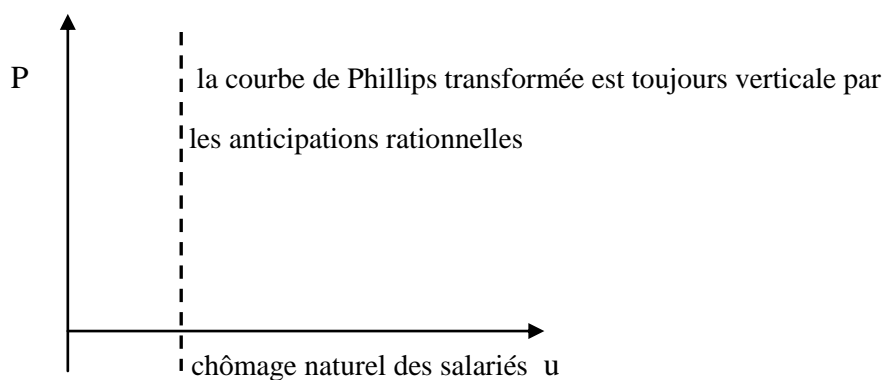 P
la courbe de Phillips transformée est toujours verticale par
les anticipations rationnelles
chômage naturel des salariés u